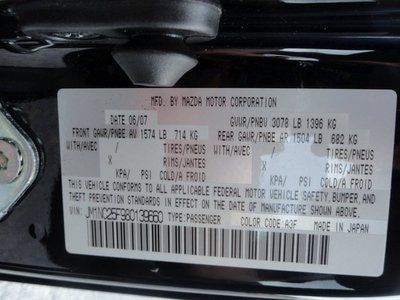 MFD. BY MAZDA MOTOR CORPORATION
DATE 06/07 GVWR/PNBV 3078 LB 1396 KG
FRONT GAWR/PNBE AV 1574 LB 714 KG REAR GAWR/PNBE AR 1504 LB 682 KG
WITH/AVEC / TIRES/PNEUS WITH/AVEC / TIRES/PNEUS
X RIMS/JANTES X RIMS/JANTES
KPA/ PSI COLD/A FROID KPA/ PSI COLD/A FROID
THIS VEHICLE CONFORMS TO ALL APPLICABLE FEDERAL MOTOR VEHICLE SAFETY, BUMPER, AND
THEFT PREVENTION STANDARDS IN EFFECT ON THE DATE OF MANUFACTURE SHOWN ABOVE.
VIN: JM1NC25F980139660 TYPE: PASSENGER COLOR CODE: A3F MADE IN JAPAN